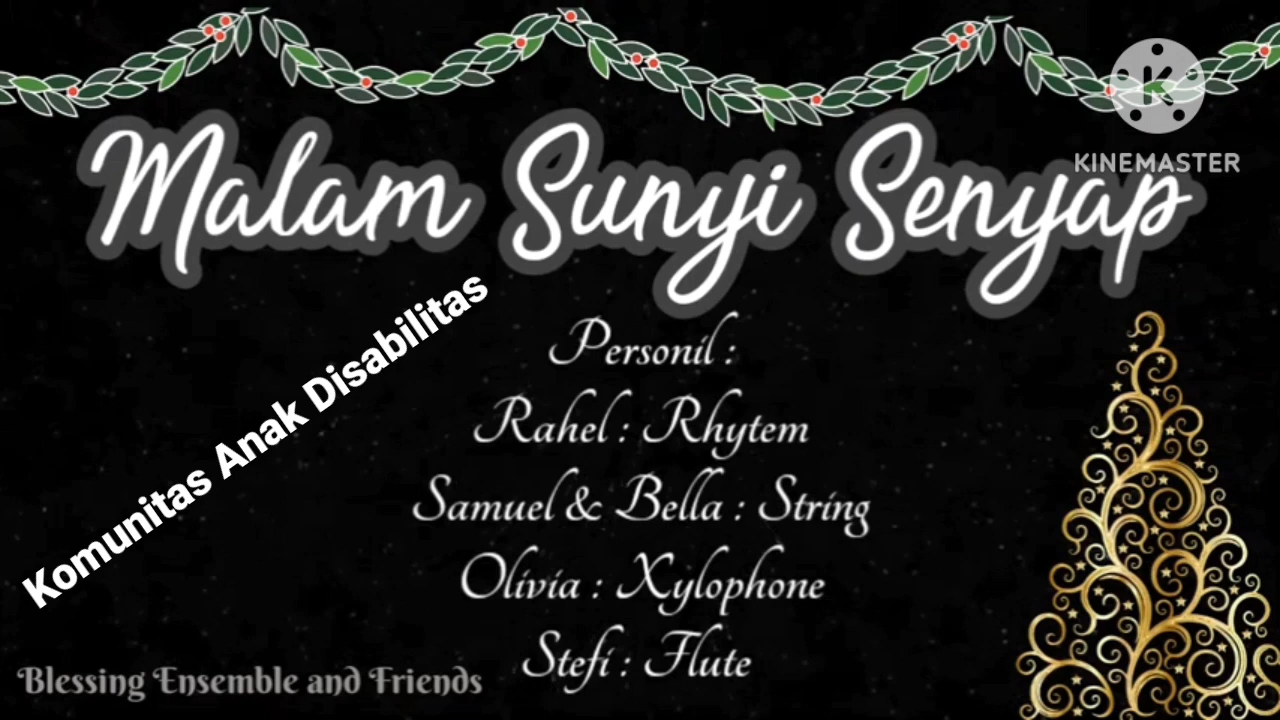 KINEMASTER
Malam Sunyi Senyap
Komunitas Anak Disabilitas
Personil :
Rahel : Rhytem
Samuel & Bella : String
Olivia : Xylophone
Stefi : Flute
Blessing Ensemble and Friends